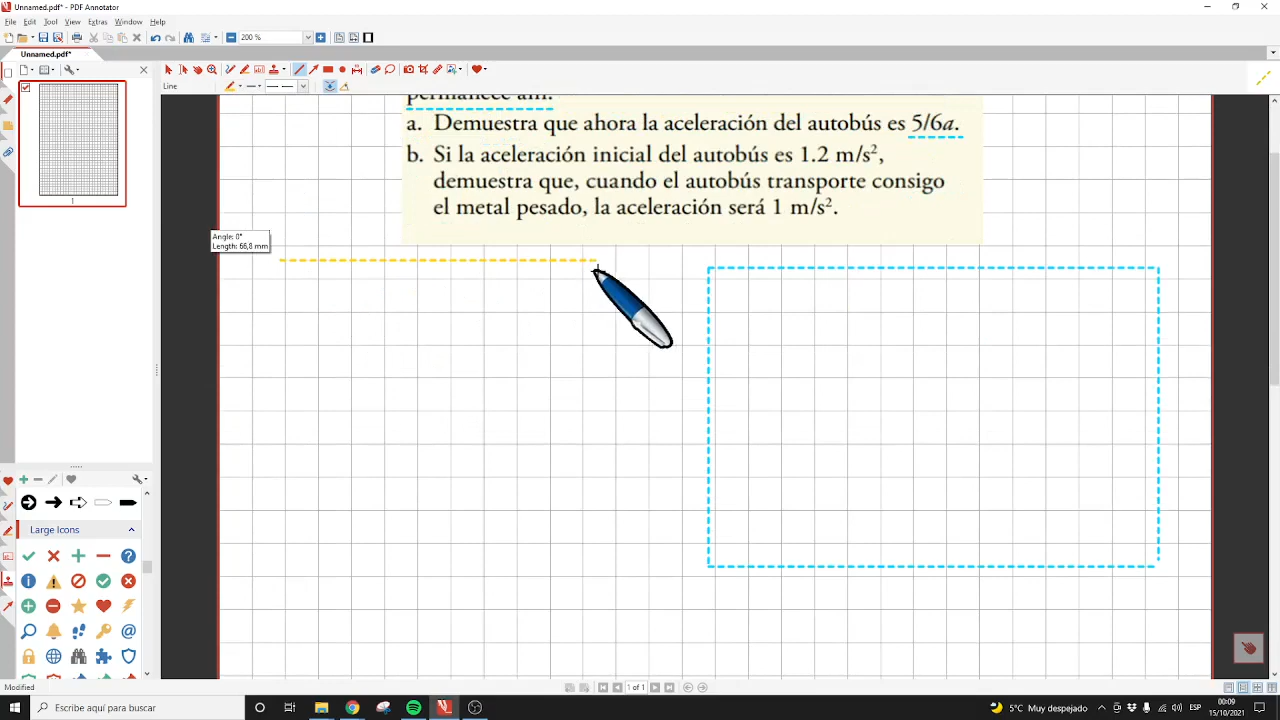 Unnamed.pdf* - PDF Annotator
File Edit Tool View Extras Window Help
200 %
Unnamed.pdf*
Line
1
a. Demuestra que ahora la aceleración del autobús es 5/6a.
b. Si la aceleración inicial del autobús es 1.2 m/s²,
demuestra que, cuando el autobús transporte consigo
el metal pesado, la aceleración será 1 m/s².
Angle: 0°
Length: 66,8 mm
Large Icons
Modified
1 of 1
Escribe aquí para buscar
5°C Muy despejado
ESP
00:09
15/10/2021